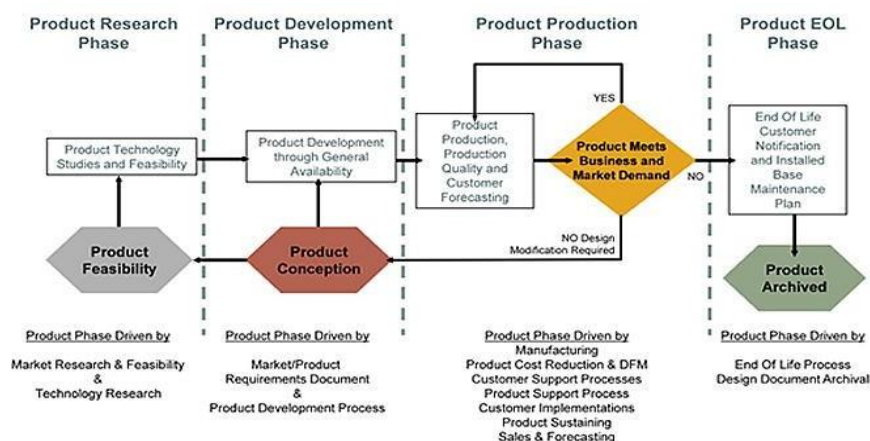 Product Research
Phase
Product Development
Phase
Product Production
Phase
Product EOL
Phase
Product Technology
Studies and Feasibility
Product Development
through General
Availability
Product
Production,
Production
Quality and
Customer
Forecasting
YES
Product Meets
Business and
Market Demand
NO
End Of Life
Customer
Notification
and Installed
Base
Maintenance
Plan
Product
Feasibility
Product
Conception
NO Design
Modification Required
Product
Archived
Product Phase Driven by
Market Research & Feasibility
&
Technology Research
Product Phase Driven by
Market/Product
Requirements Document
&
Product Development Process
Product Phase Driven by
Manufacturing
Product Cost Reduction & DFM
Customer Support Processes
Product Support Process
Customer Implementations
Product Sustaining
Sales & Forecasting
Product Phase Driven by
End Of Life Process
Design Document Archival